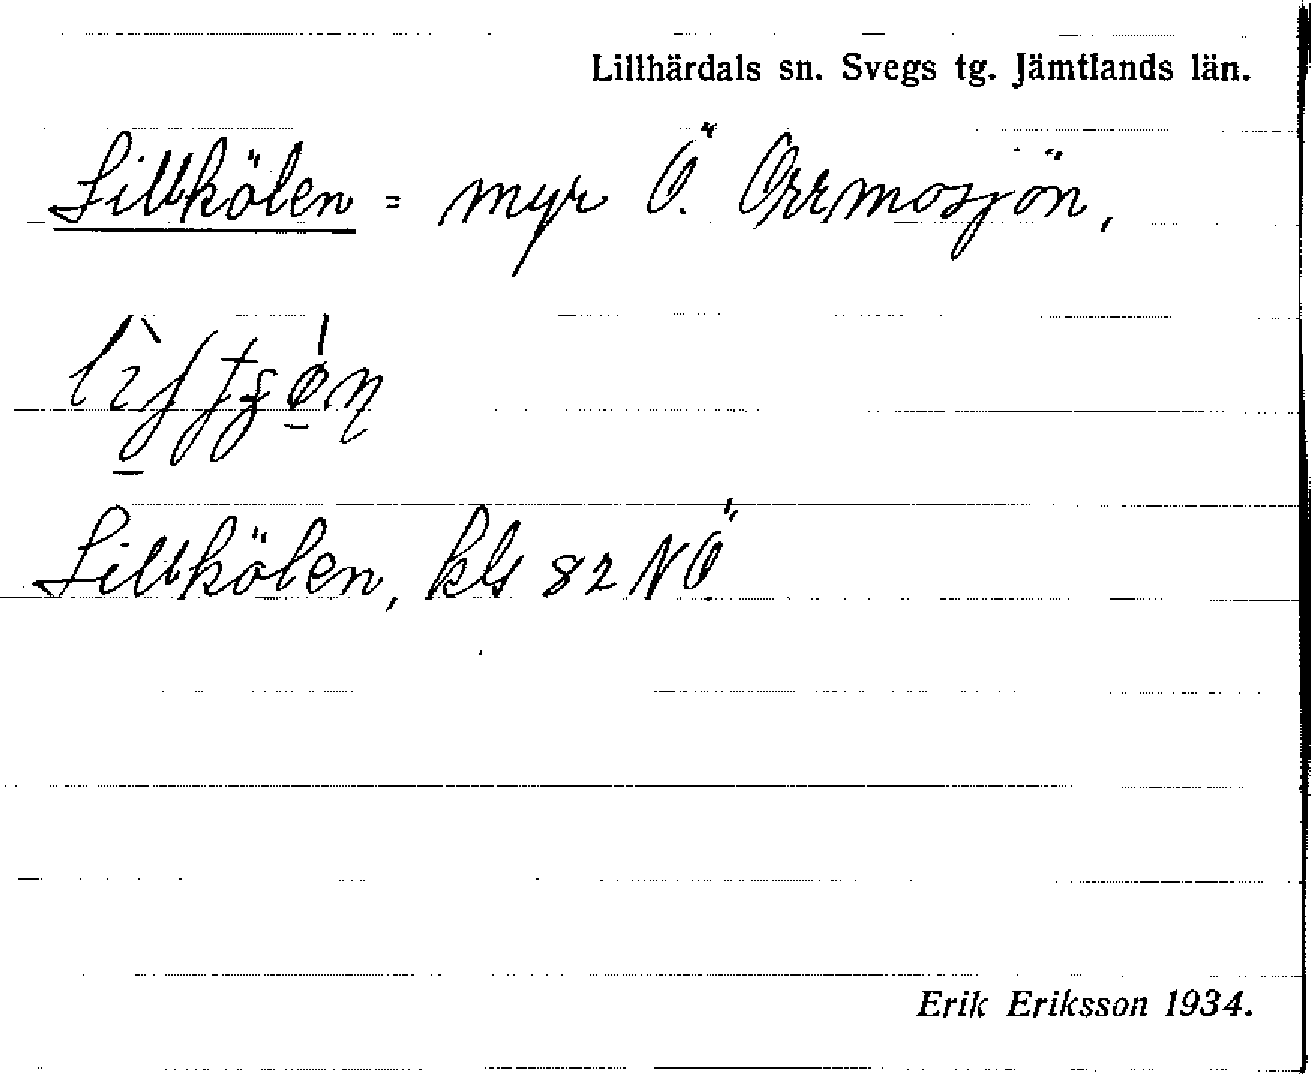 Lillhärdals sn. Svegs tg. Jämtlands län.
Lillkölen = myr Ö. Orrmosjön,
Lillkölen, kls 82 NÖ
Erik Eriksson 1934.